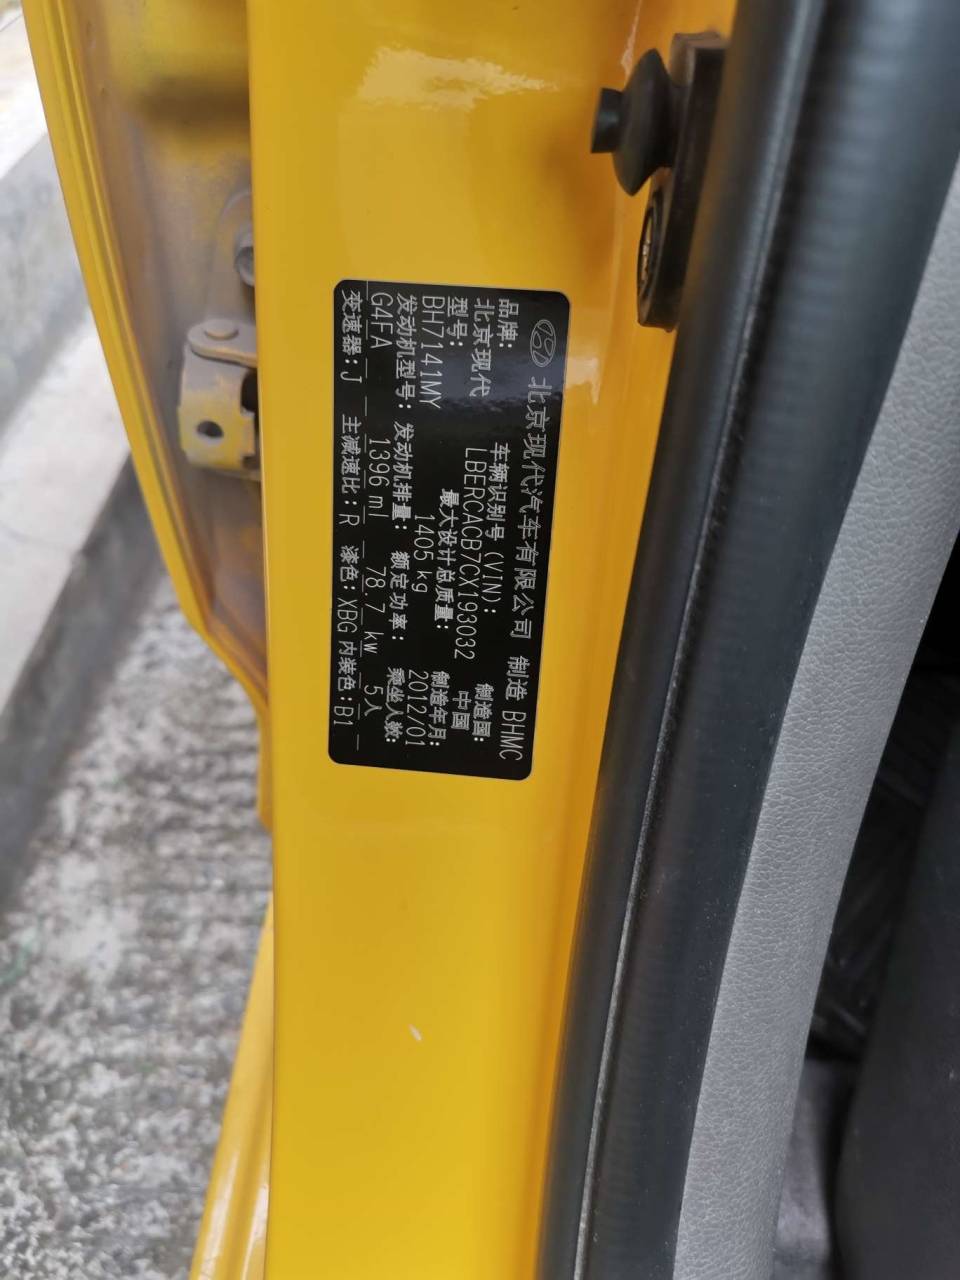 北京现代汽车有限公司 制造 BHMC
品牌: 车辆识别号(VIN): 制造国:
北京现代 LBERCACB7CX193032 中国
型号: 最大设计总质量: 制造年月:
BH7141MY 1405 kg 2012/01
发动机型号: 发动机排量: 额定功率: 乘坐人数:
G4FA 1396 ml 78.7 kw 5人
变速器:J 主减速比:R 漆色:XBG 内装色:B1